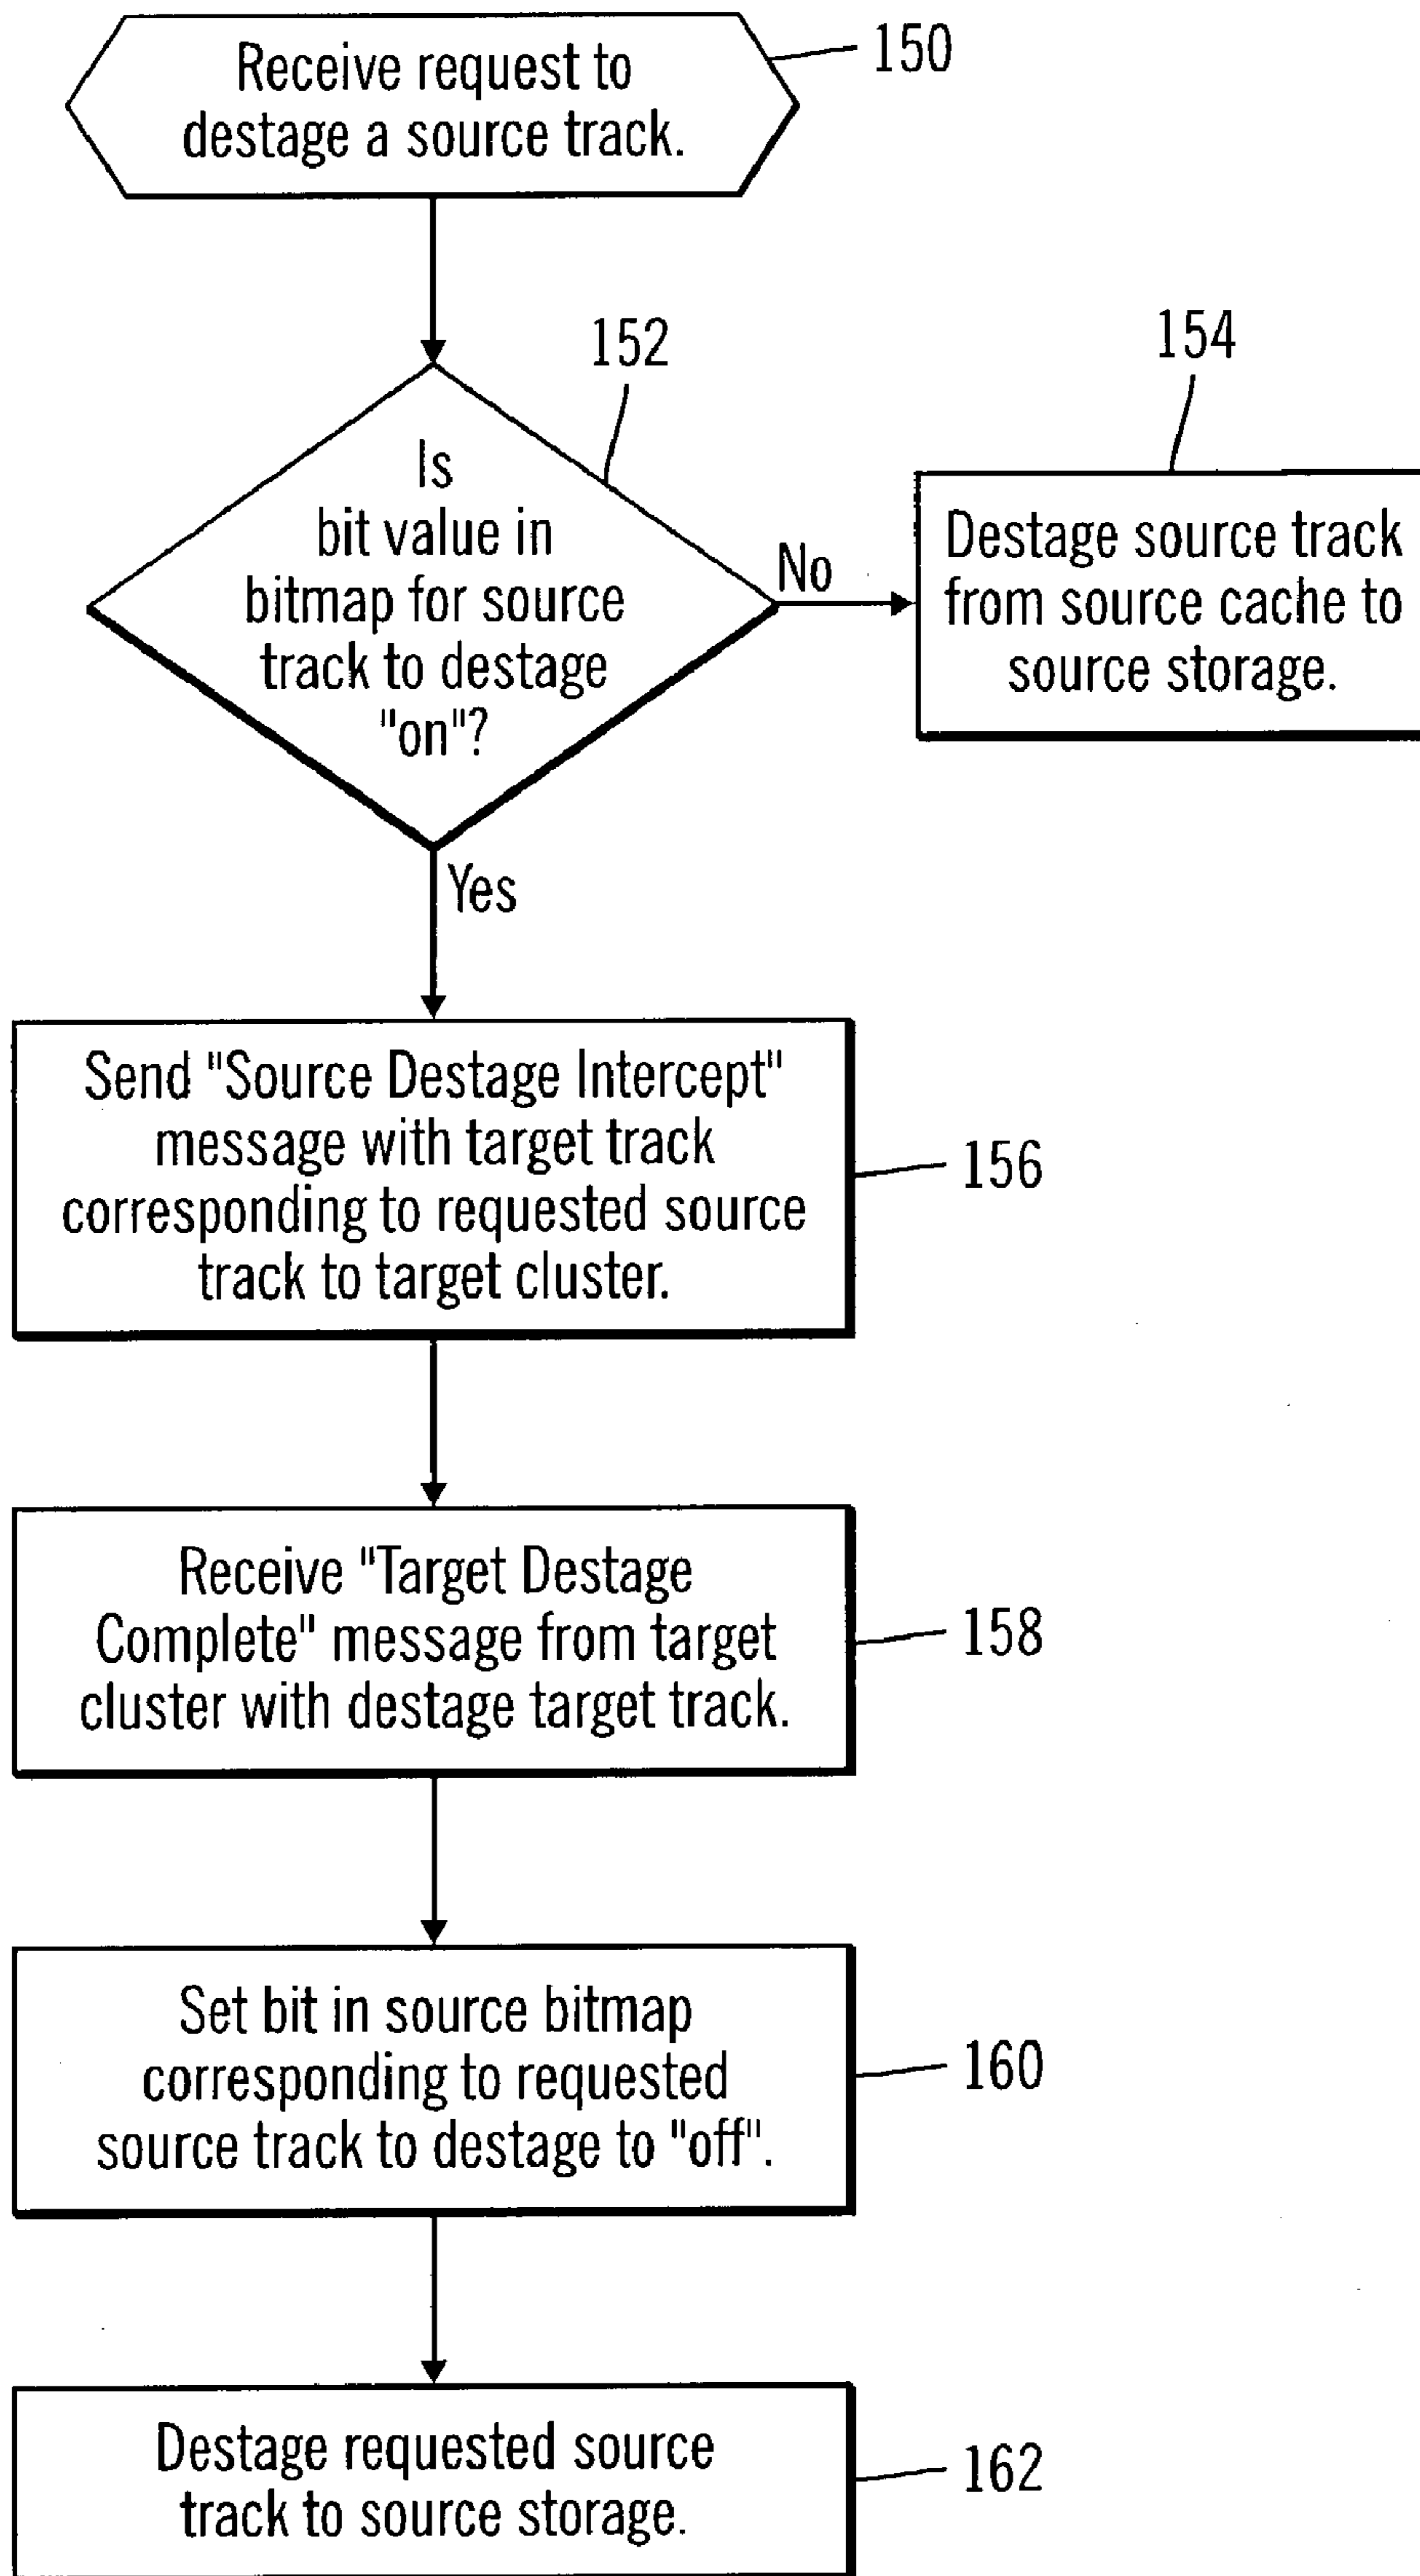 Receive request to
destage a source track.
150
152
Is
bit value in
bitmap for source
track to destage
"on"?
No
154
Destage source track
from source cache to
source storage.
Yes
Send "Source Destage Intercept"
message with target track
corresponding to requested source
track to target cluster.
156
Receive "Target Destage
Complete" message from target
cluster with destage target track.
158
Set bit in source bitmap
corresponding to requested
source track to destage to "off".
160
Destage requested source
track to source storage.
162